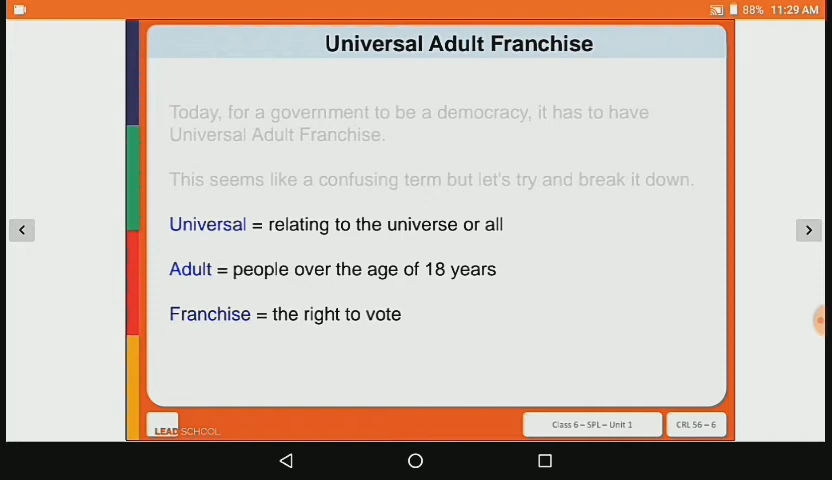 88% 11:29 AM
Universal Adult Franchise
Today, for a government to be a democracy, it has to have
Universal Adult Franchise.
This seems like a confusing term but let's try and break it down.
Universal = relating to the universe or all
Adult = people over the age of 18 years
Franchise = the right to vote
LEAD SCHOOL
Class 6 – SPL – Unit 1
CRL 56 – 6